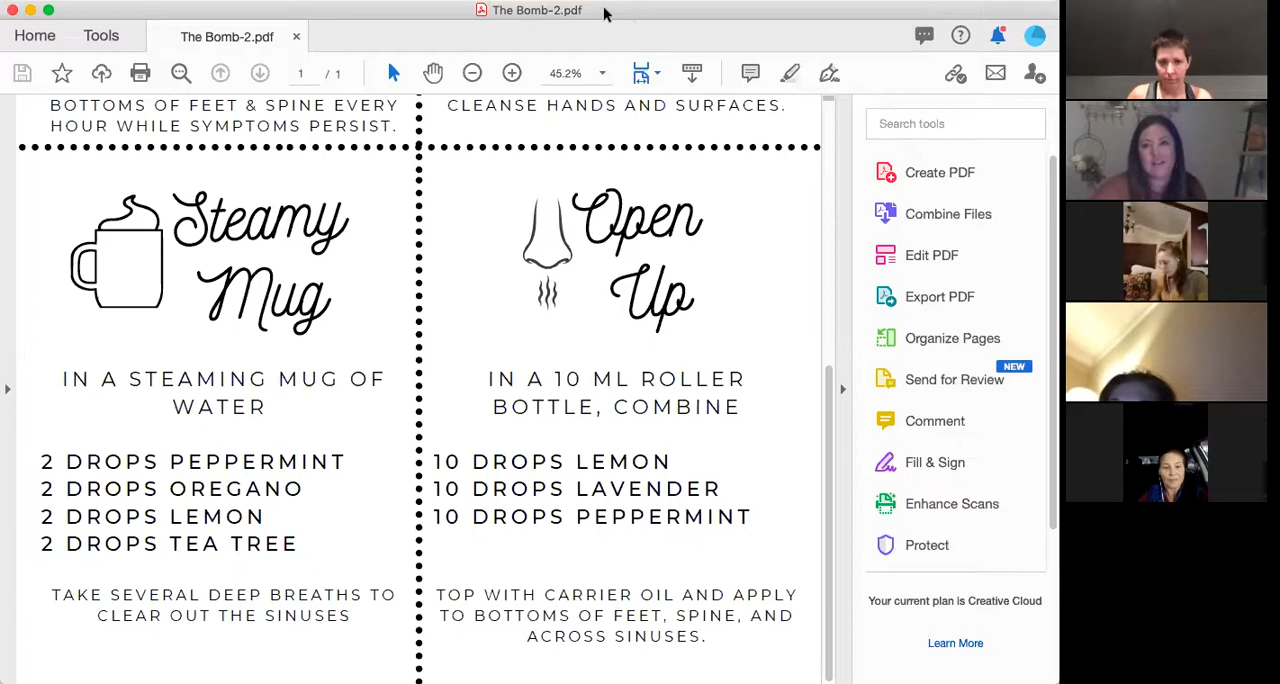 The Bomb-2.pdf
Home
Tools
The Bomb-2.pdf
1 / 1
45.2%
BOTTOMS OF FEET & SPINE EVERY
HOUR WHILE SYMPTOMS PERSIST.
CLEANSE HANDS AND SURFACES.
Steamy
Mug
IN A STEAMING MUG OF
WATER
2 DROPS PEPPERMINT
2 DROPS OREGANO
2 DROPS LEMON
2 DROPS TEA TREE
TAKE SEVERAL DEEP BREATHS TO
CLEAR OUT THE SINUSES
Open
Up
IN A 10 ML ROLLER
BOTTLE, COMBINE
10 DROPS LEMON
10 DROPS LAVENDER
10 DROPS PEPPERMINT
TOP WITH CARRIER OIL AND APPLY
TO BOTTOMS OF FEET, SPINE, AND
ACROSS SINUSES.
Search tools
Create PDF
Combine Files
Edit PDF
Export PDF
Organize Pages
NEW
Send for Review
Comment
Fill & Sign
Enhance Scans
Protect
Your current plan is Creative Cloud
Learn More